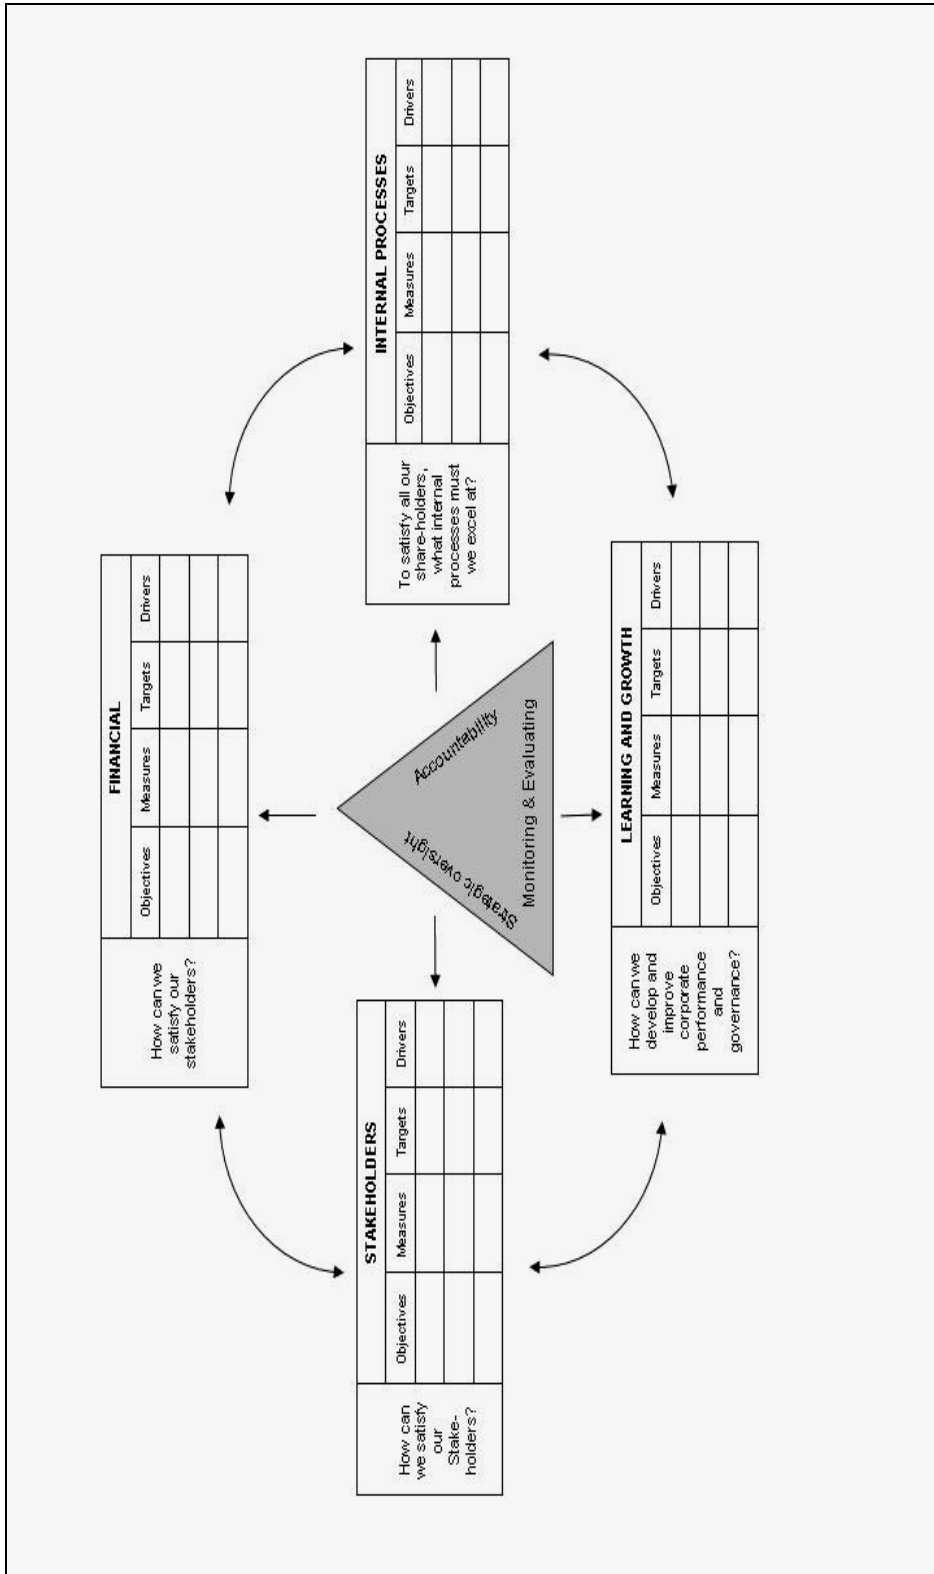 FINANCIAL
How can we
satisfy our
stakeholders?
Objectives Measures Targets Drivers
STAKEHOLDERS
How can
we satisfy
our
Stake-
holders?
Objectives Measures Targets Drivers
Strategic oversight
Accountability
Monitoring & Evaluating
INTERNAL PROCESSES
To satisfy all our
share-holders,
what internal
processes must
we excel at?
Objectives Measures Targets Drivers
LEARNING AND GROWTH
How can we
develop and
improve
corporate
performance
and
governance?
Objectives Measures Targets Drivers